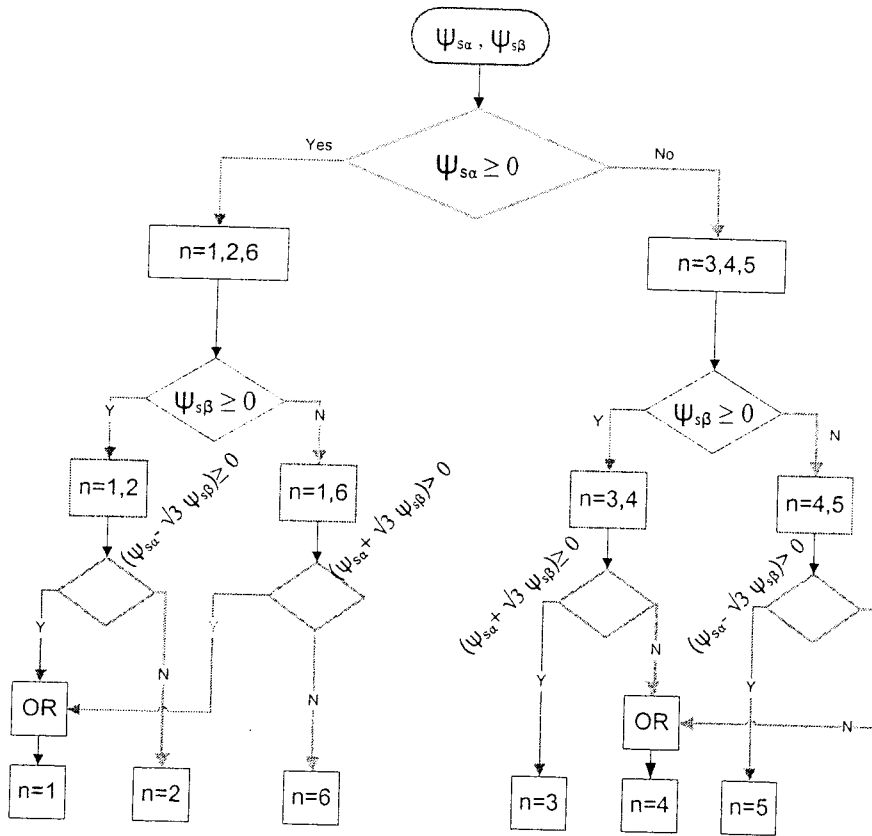 Ψsα , Ψsβ
Yes
Ψsα ≥ 0
No
n=1,2,6
n=3,4,5
Y
Ψsβ ≥ 0
N
Y
Ψsβ ≥ 0
N
n=1,2
(Ψsα- √3 Ψsβ)≥ 0
n=1,6
(Ψsα+ √3 Ψsβ)> 0
n=3,4
(Ψsα+ √3 Ψsβ)≥ 0
n=4,5
(Ψsα- √3 Ψsβ)> 0
Y
N
Y
N
Y
N
Y
N
OR
OR
n=1
n=2
n=6
n=3
n=4
n=5